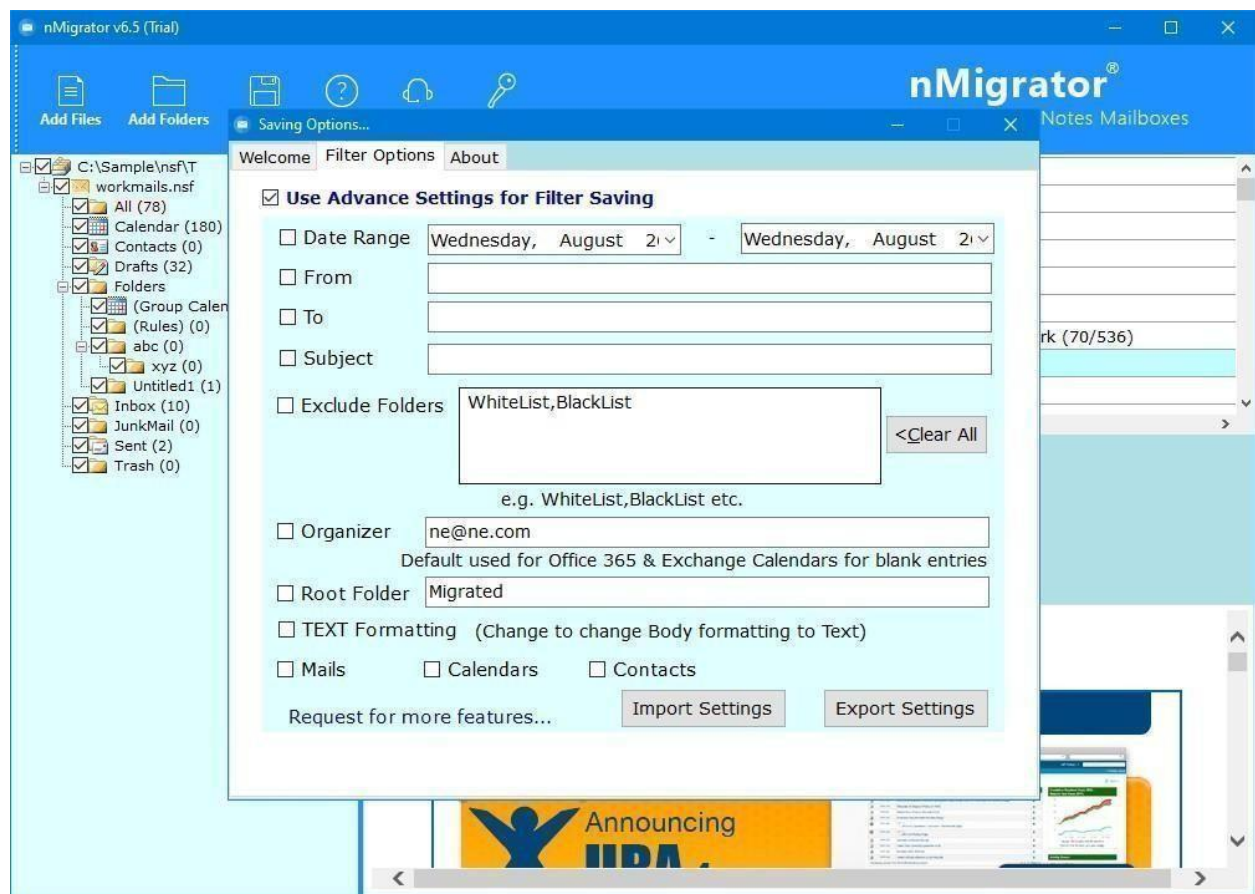 nMigrator v6.5 (Trial)
nMigrator®
Add Files Add Folders
Notes Mailboxes
Saving Options...
Welcome Filter Options About
C:\Sample\nsf\T
workmails.nsf
All (78)
Calendar (180)
Contacts (0)
Drafts (32)
Folders
(Group Calen
(Rules) (0)
abc (0)
xyz (0)
Untitled1 (1)
Inbox (10)
JunkMail (0)
Sent (2)
Trash (0)
Use Advance Settings for Filter Saving
Date Range Wednesday, August - Wednesday, August
From
To
Subject
Exclude Folders WhiteList,BlackList
<Clear All
e.g. WhiteList,BlackList etc.
Organizer ne@ne.com
Default used for Office 365 & Exchange Calendars for blank entries
Root Folder Migrated
TEXT Formatting (Change to change Body formatting to Text)
Mails Calendars Contacts
Request for more features... Import Settings Export Settings
rk (70/536)
Announcing